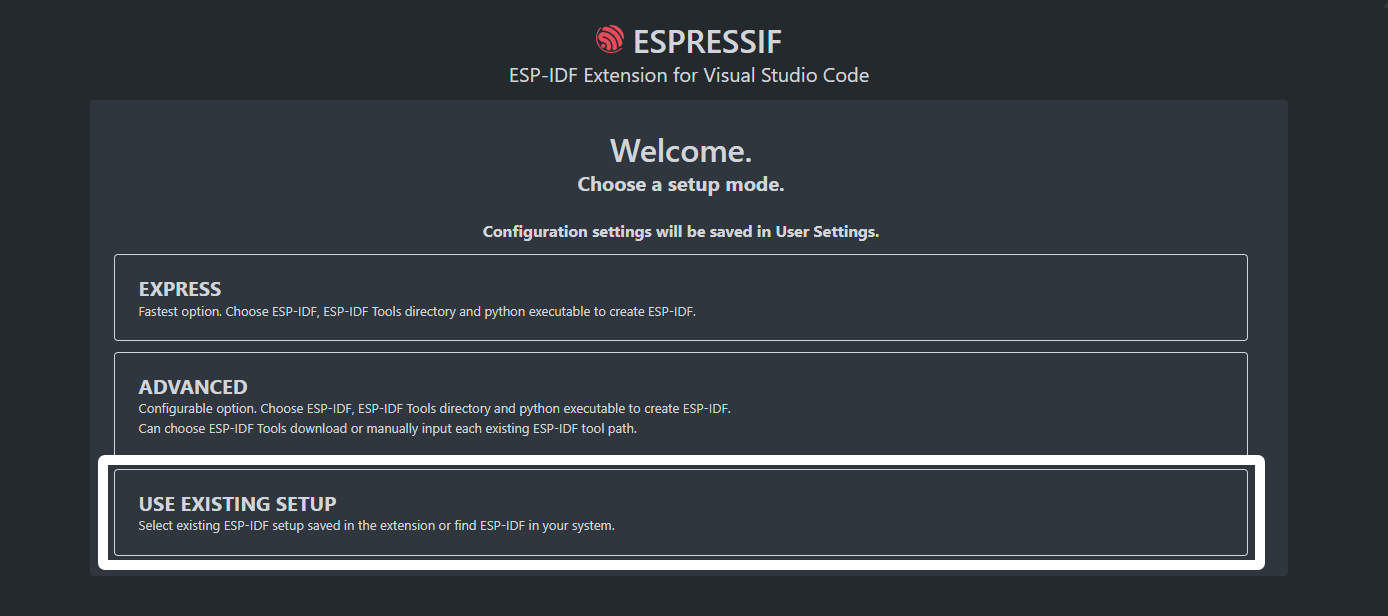 ESPRESSIF
ESP-IDF Extension for Visual Studio Code
Welcome.
Choose a setup mode.
Configuration settings will be saved in User Settings.
EXPRESS
Fastest option. Choose ESP-IDF, ESP-IDF Tools directory and python executable to create ESP-IDF.
ADVANCED
Configurable option. Choose ESP-IDF, ESP-IDF Tools directory and python executable to create ESP-IDF.
Can choose ESP-IDF Tools download or manually input each existing ESP-IDF tool path.
USE EXISTING SETUP
Select existing ESP-IDF setup saved in the extension or find ESP-IDF in your system.